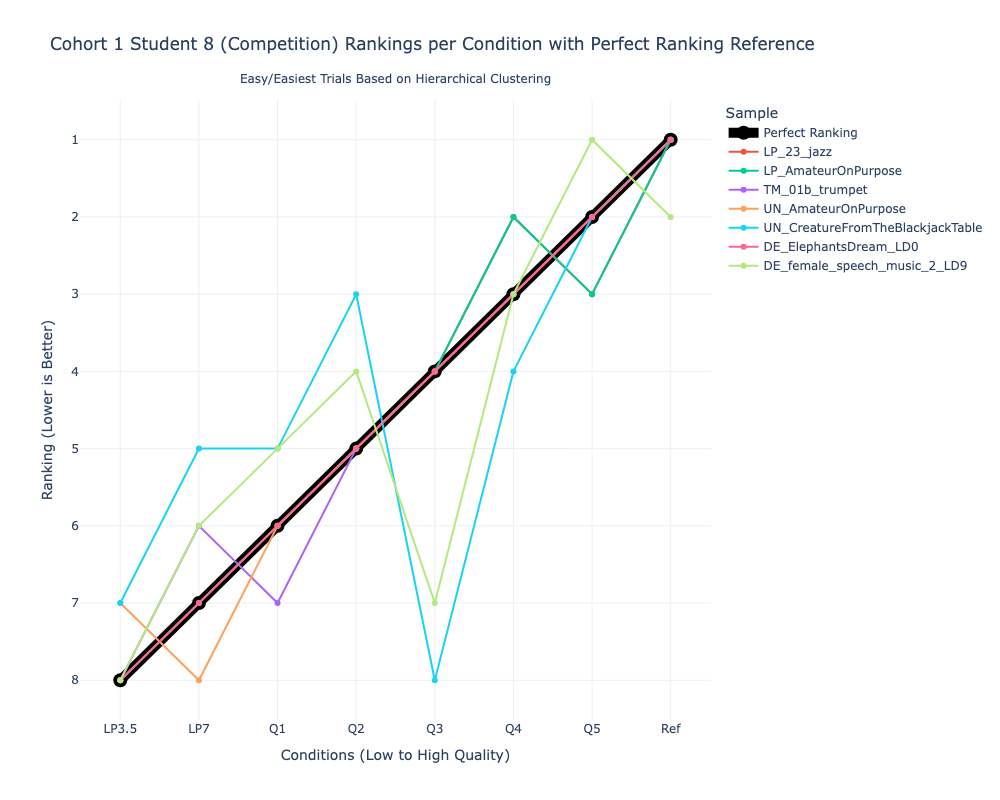 Cohort 1 Student 8 (Competition) Rankings per Condition with Perfect Ranking Reference
Easy/Easiest Trials Based on Hierarchical Clustering
Sample
Perfect Ranking
LP_23_jazz
LP_AmateurOnPurpose
TM_01b_trumpet
UN_AmateurOnPurpose
UN_CreatureFromTheBlackjackTable
DE_ElephantsDream_LD0
DE_female_speech_music_2_LD9
Ranking (Lower is Better)
1
2
3
4
5
6
7
8
LP3.5 LP7 Q1 Q2 Q3 Q4 Q5 Ref
Conditions (Low to High Quality)